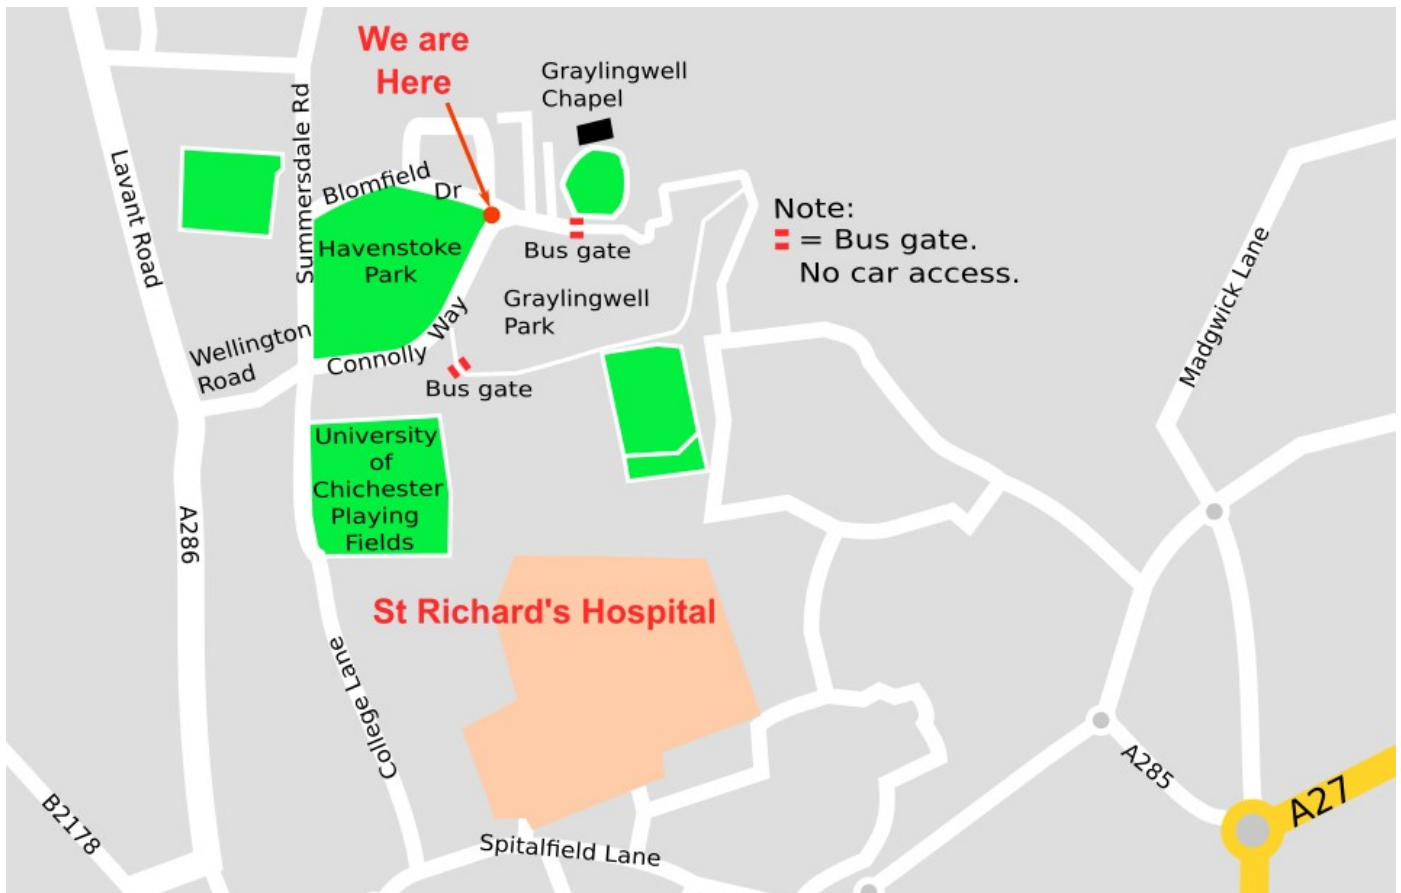 We are
Here
Graylingwell
Chapel
Summersdale Rd
Lavant Road
Blomfield
Dr
Note:
= Bus gate.
No car access.
Bus gate
Havenstoke
Park
Madgwick Lane
Graylingwell
Park
Way
Wellington
Road
Connolly
Bus gate
University
of
Chichester
Playing
Fields
A286
St Richard's Hospital
College Lane
A285
A27
B2178
Spitalfield Lane